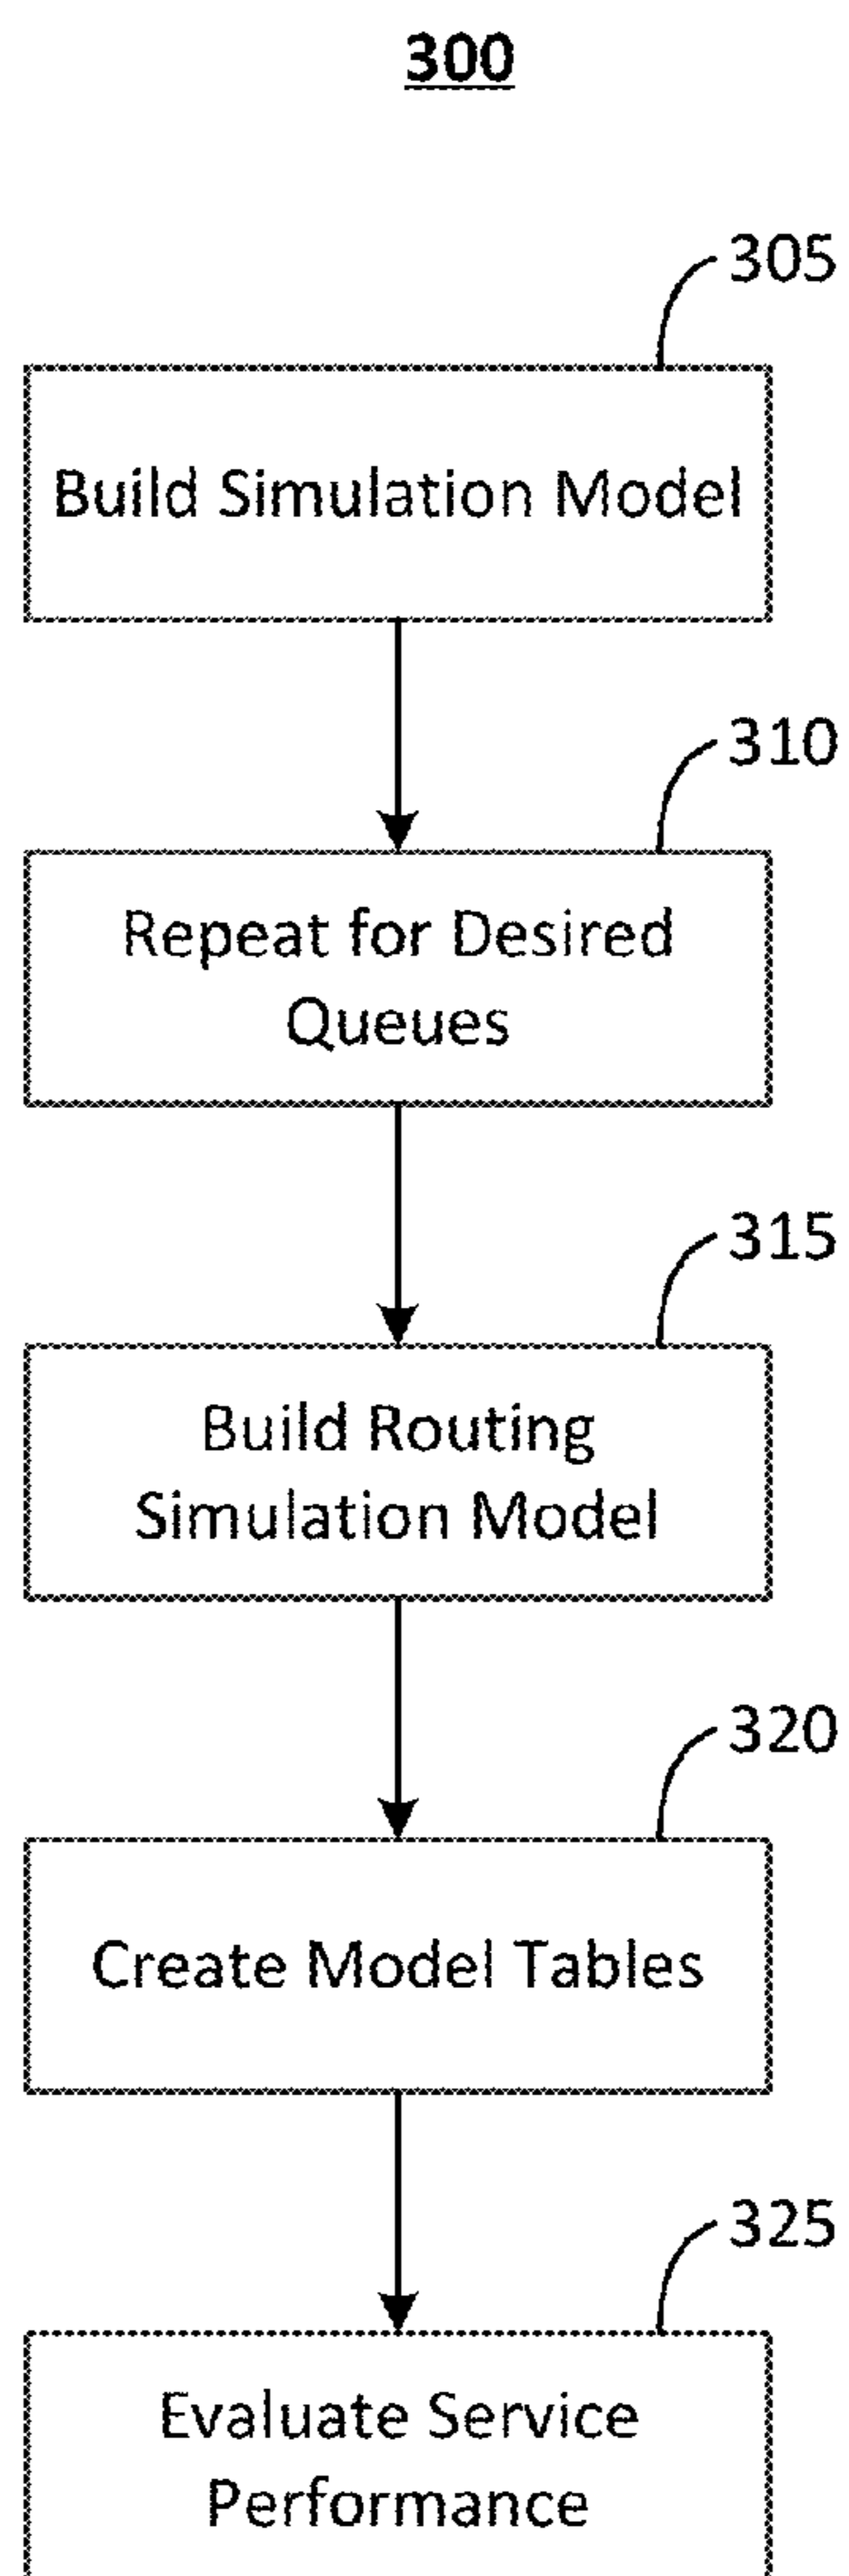 300
305
Build Simulation Model
310
Repeat for Desired
Queues
315
Build Routing
Simulation Model
320
Create Model Tables
325
Evaluate Service
Performance